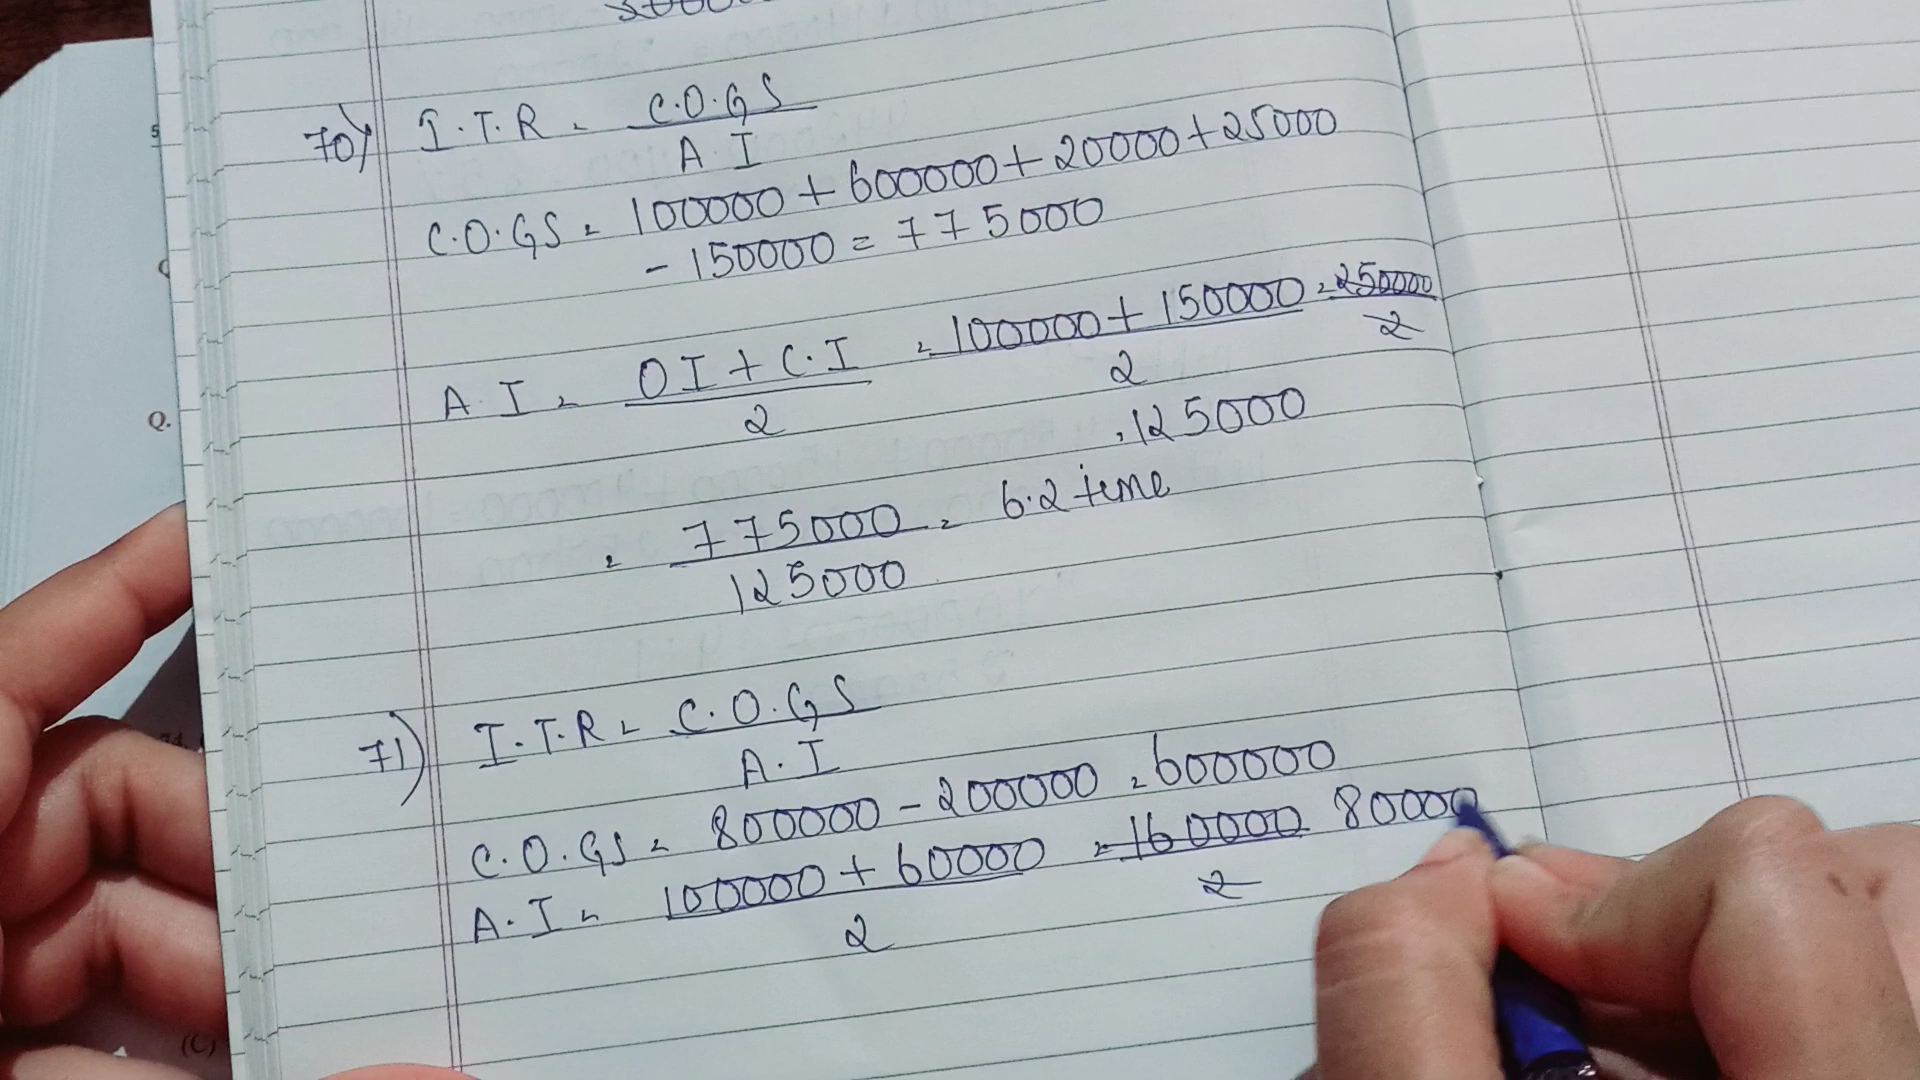 70) I.T.R = C.O.GS
A I
C.O.GS = 100000 + 600000 + 20000 + 25000
- 150000 = 775000
A.I = OI + C.I = 100000 + 150000 = 250000
2 2 2
= 125000
= 775000 = 6.2 time
125000
71) I.T.R = C.O.GS
A.I
C.O.GS = 800000 - 200000 = 600000
A.I = 100000 + 60000 = 160000 80000
2 2
Q.
(C)